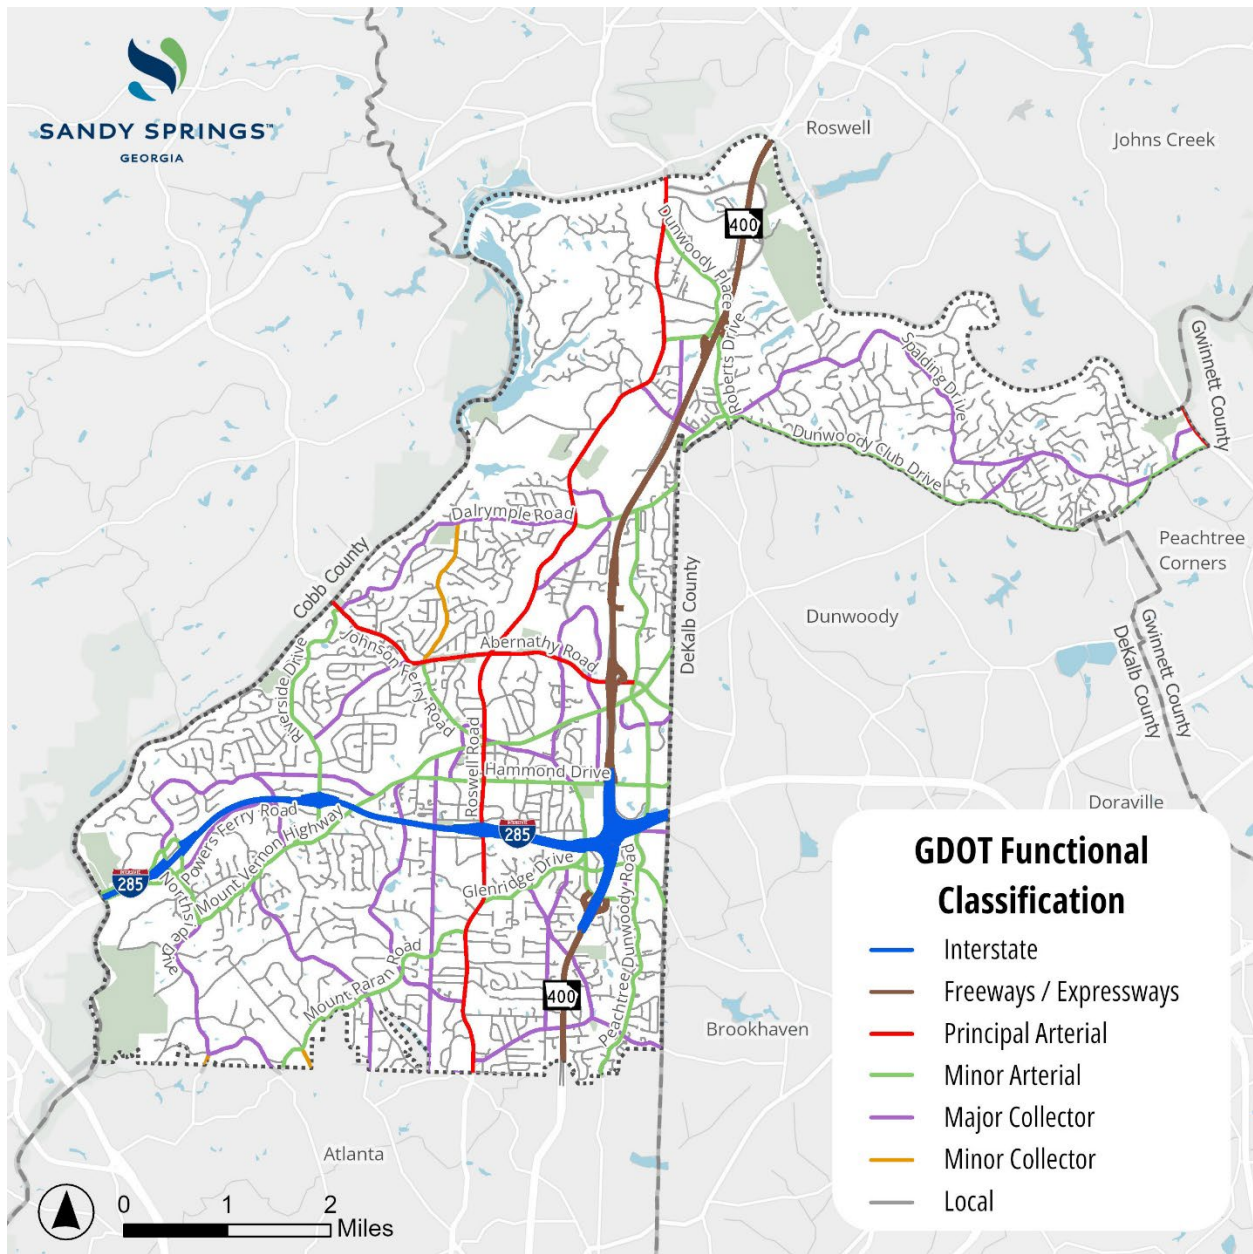 SANDY SPRINGS™
GEORGIA
Roswell
Johns Creek
400
Dunwoody Place
Roberts Drive
Spalding Drive
Gwinnett County
Dunwoody Club Drive
Dalrymple Road
Peachtree
Corners
Cobb County
DeKalb County
Dunwoody
Gwinnett County
DeKalb County
Johnson Ferry Road
Abernathy Road
Riverside Drive
Roswell Road
Hammond Drive
Doraville
Powers Ferry Road
Mount Vernon Highway
285
285
Northside Drive
Glenridge Drive
Peachtree Dunwoody Road
Mount Paran Road
400
Brookhaven
Atlanta
GDOT Functional
Classification
Interstate
Freeways / Expressways
Principal Arterial
Minor Arterial
Major Collector
Minor Collector
Local
0 1 2
Miles